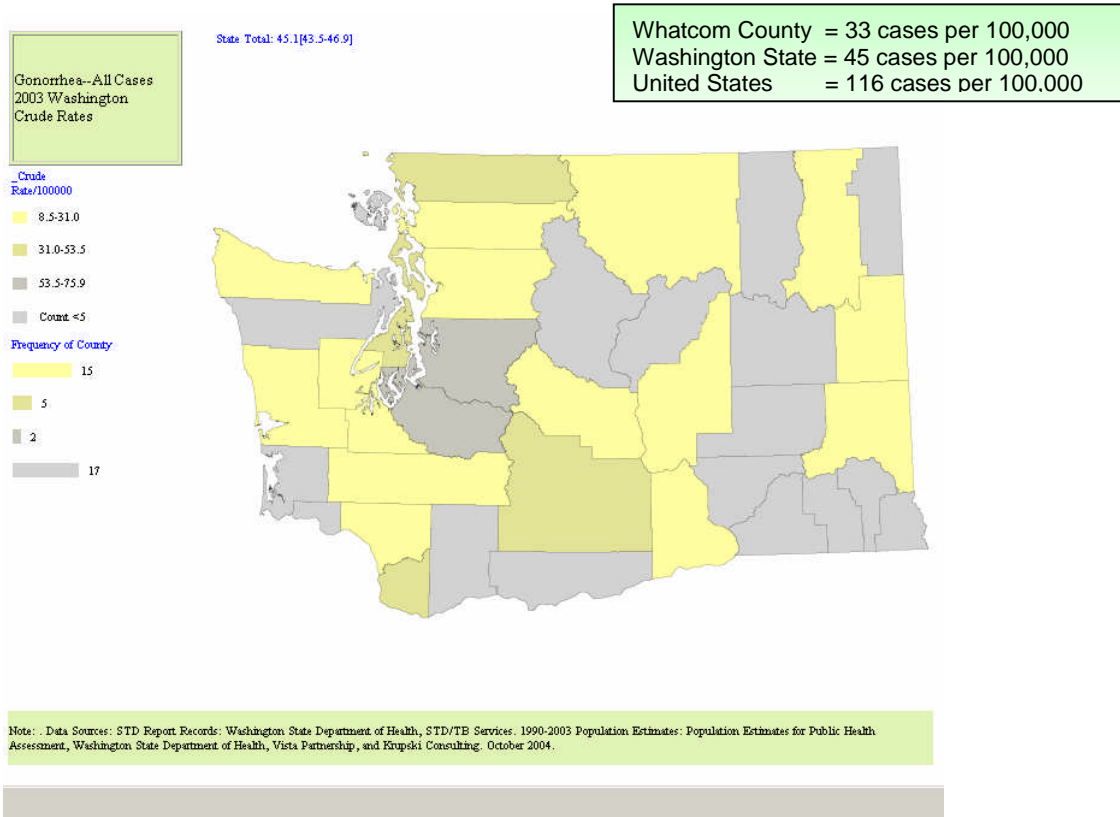 Whatcom County = 33 cases per 100,000
Washington State = 45 cases per 100,000
United States = 116 cases per 100,000
State Total: 45.1[43.5-46.9]
Gonorrhea--All Cases
2003 Washington
Crude Rates
_Crude
Rate/100000
8.5-31.0
31.0-53.5
53.5-75.9
Count <5
Frequency of County
15
5
2
17
Note: . Data Sources: STD Report Records: Washington State Department of Health, STD/TB Services. 1990-2003 Population Estimates: Population Estimates for Public Health
Assessment, Washington State Department of Health, Vista Partnership, and Krupski Consulting. October 2004.